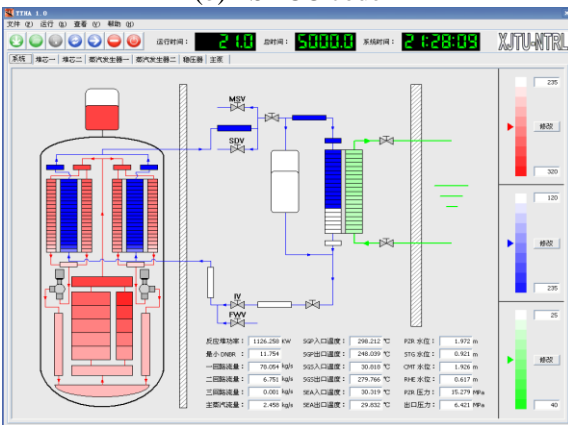 TTHA 1.0
文件 (F) 运行 (U) 查看 (V) 帮助 (H)
运行时间： 21.0 总时间： 5000.0 系统时间： 21:28:09 XJTU-NTRL
系统 堆芯一 堆芯二 蒸汽发生器一 蒸汽发生器二 稳压器 主泵
MSV
SDV
IV
FWV
235
修改
320
120
修改
235
25
修改
40
反应堆功率： 1126.258 KW SGP入口温度： 298.212 ℃ PZR 水位： 1.972 m
最小 DNBR ： 11.754 SGP出口温度： 248.039 ℃ STG 水位： 0.921 m
一回路流量： 78.054 kg/s SGS入口温度： 30.818 ℃ CMT 水位： 1.926 m
二回路流量： 6.751 kg/s SGS出口温度： 279.766 ℃ RHE 水位： 0.617 m
三回路流量： 0.001 kg/s SEA入口温度： 30.319 ℃ PZR 压力： 15.279 MPa
主蒸汽流量： 2.458 kg/s SEA出口温度： 29.832 ℃ 出口压力： 6.421 MPa